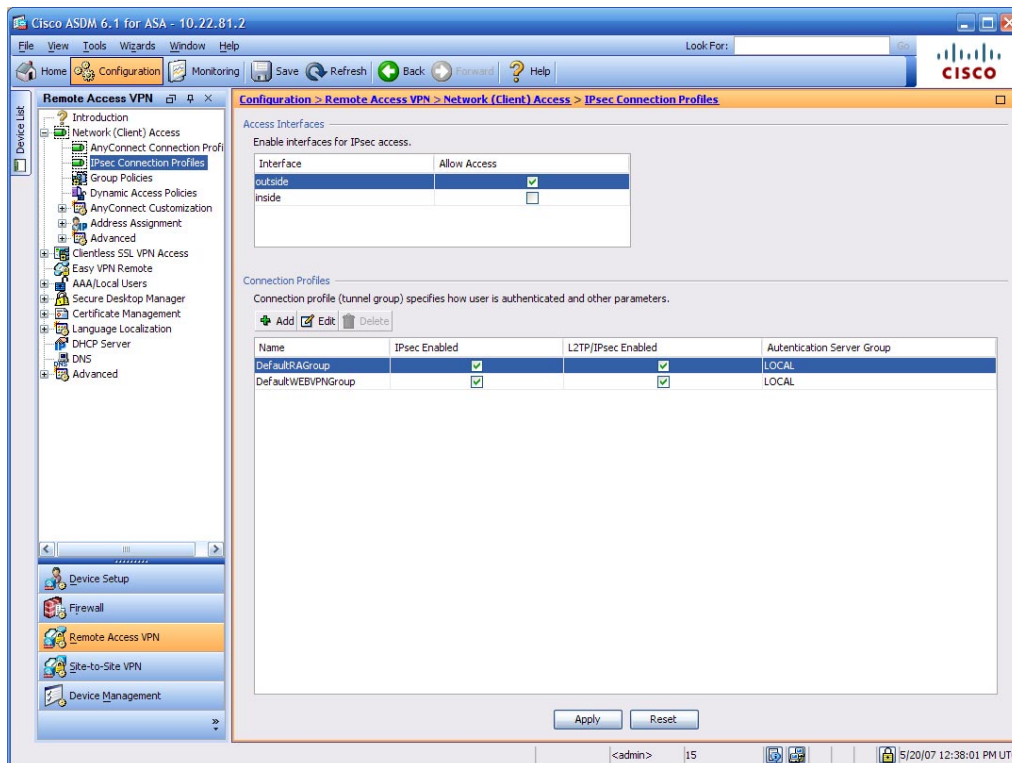 Cisco ASDM 6.1 for ASA - 10.22.81.2
File View Tools Wizards Window Help
Look For:
Go
Home Configuration Monitoring Save Refresh Back Forward Help
CISCO
Device List
Remote Access VPN
Introduction
Network (Client) Access
AnyConnect Connection Profi
IPsec Connection Profiles
Group Policies
Dynamic Access Policies
AnyConnect Customization
Address Assignment
Advanced
Clientless SSL VPN Access
Easy VPN Remote
AAA/Local Users
Secure Desktop Manager
Certificate Management
Language Localization
DHCP Server
DNS
Advanced
Device Setup
Firewall
Remote Access VPN
Site-to-Site VPN
Device Management
Configuration > Remote Access VPN > Network (Client) Access > IPsec Connection Profiles
Access Interfaces
Enable interfaces for IPsec access.
Interface Allow Access
outside
inside
Connection Profiles
Connection profile (tunnel group) specifies how user is authenticated and other parameters.
Add Edit Delete
Name IPsec Enabled L2TP/IPsec Enabled Autentication Server Group
DefaultRAGroup LOCAL
DefaultWEBVPNGroup LOCAL
Apply Reset
<admin> 15 5/20/07 12:38:01 PM UT